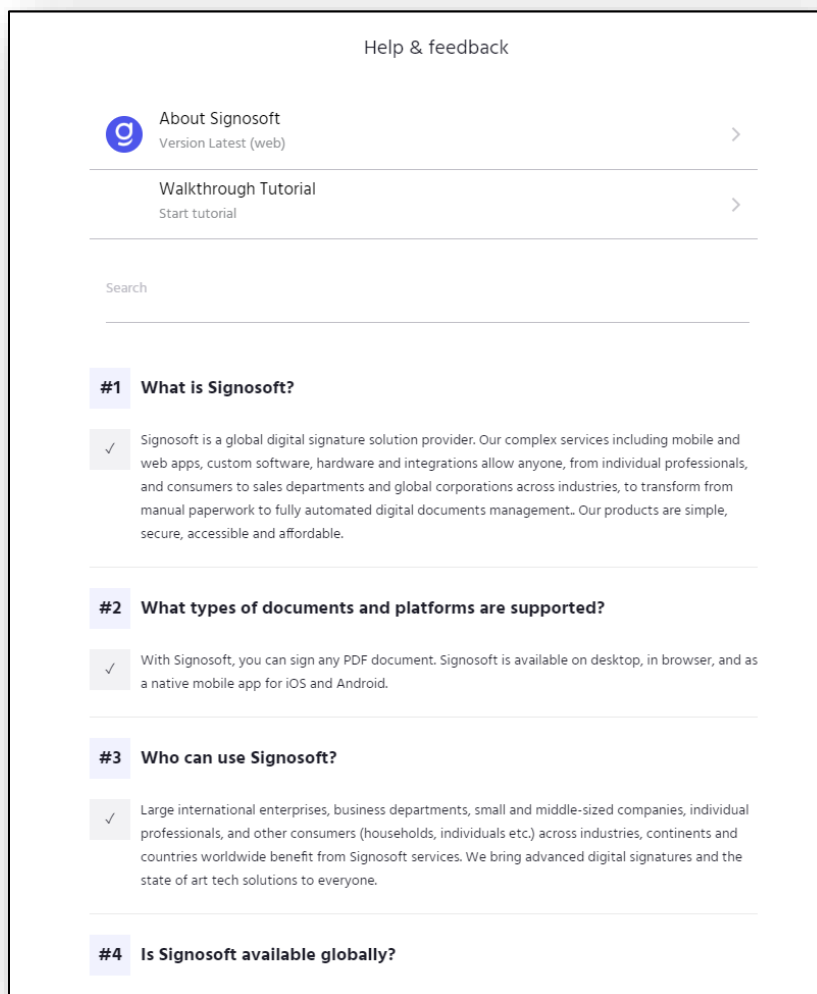 Help & feedback
About Signosoft
Version Latest (web)
Walkthrough Tutorial
Start tutorial
Search
#1 What is Signosoft?
✓ Signosoft is a global digital signature solution provider. Our complex services including mobile and
web apps, custom software, hardware and integrations allow anyone, from individual professionals,
and consumers to sales departments and global corporations across industries, to transform from
manual paperwork to fully automated digital documents management.. Our products are simple,
secure, accessible and affordable.
#2 What types of documents and platforms are supported?
✓ With Signosoft, you can sign any PDF document. Signosoft is available on desktop, in browser, and as
a native mobile app for iOS and Android.
#3 Who can use Signosoft?
✓ Large international enterprises, business departments, small and middle-sized companies, individual
professionals, and other consumers (households, individuals etc.) across industries, continents and
countries worldwide benefit from Signosoft services. We bring advanced digital signatures and the
state of art tech solutions to everyone.
#4 Is Signosoft available globally?